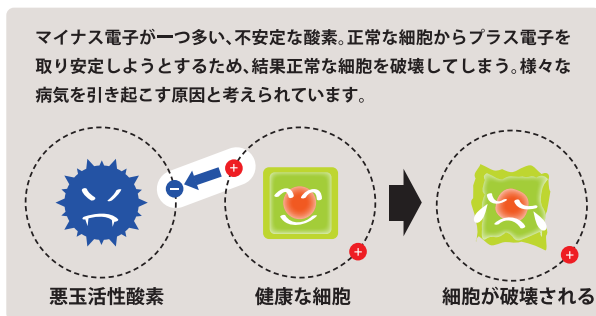 マイナス電子が一つ多い、不安定な酸素。正常な細胞からプラス電子を
取り安定しようとするため、結果正常な細胞を破壊してしまう。様々な
病気を引き起こす原因と考えられています。
+
−
+
+
悪玉活性酸素
健康な細胞
細胞が破壊される